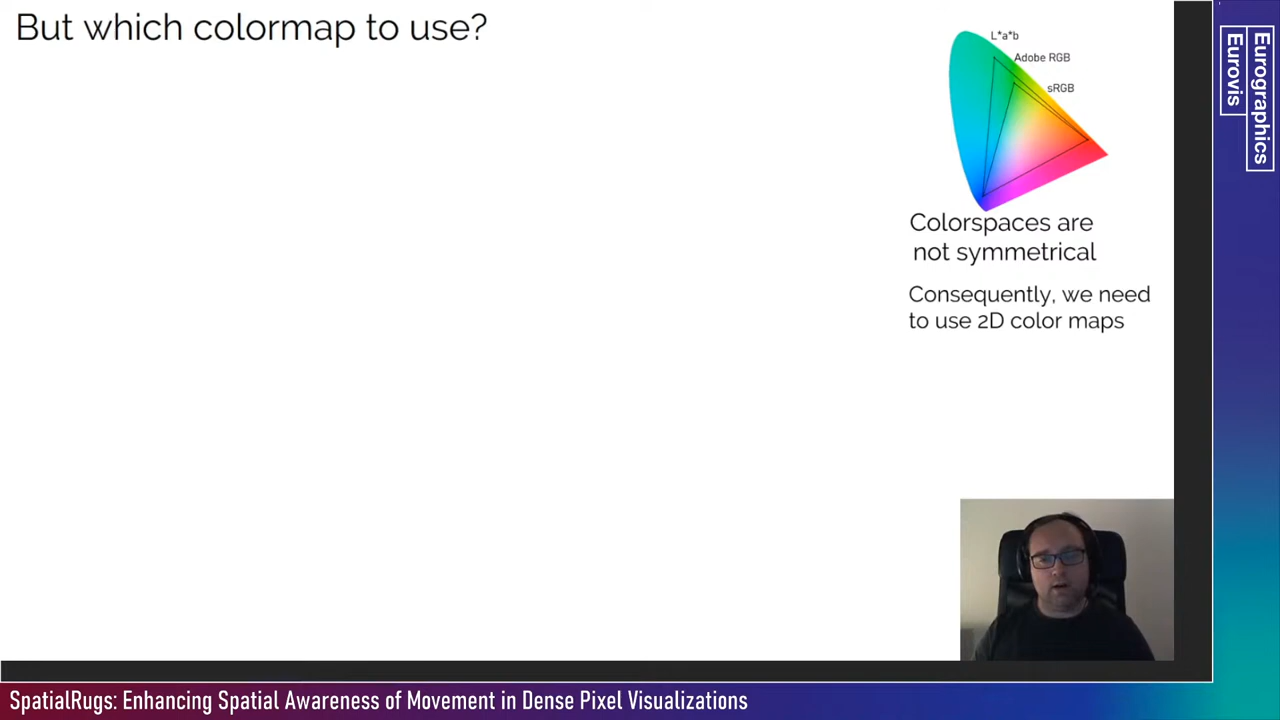 But which colormap to use?
L*a*b
Adobe RGB
sRGB
Colorspaces are
not symmetrical
Consequently, we need
to use 2D color maps
Eurographics
Eurovis
SpatialRugs: Enhancing Spatial Awareness of Movement in Dense Pixel Visualizations